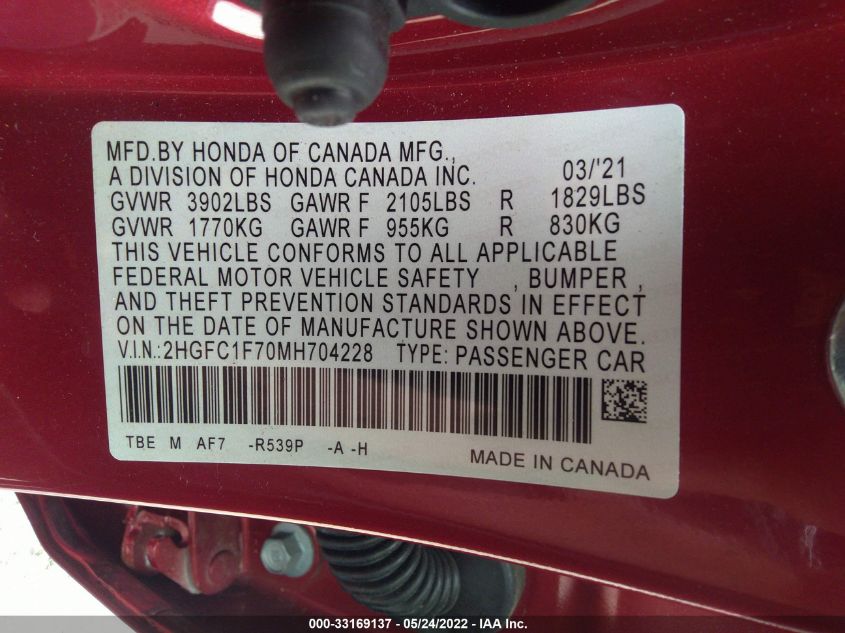 MFD.BY HONDA OF CANADA MFG.,
A DIVISION OF HONDA CANADA INC. 03/'21
GVWR 3902LBS GAWR F 2105LBS R 1829LBS
GVWR 1770KG GAWR F 955KG R 830KG
THIS VEHICLE CONFORMS TO ALL APPLICABLE
FEDERAL MOTOR VEHICLE SAFETY , BUMPER ,
AND THEFT PREVENTION STANDARDS IN EFFECT
ON THE DATE OF MANUFACTURE SHOWN ABOVE.
V.I.N.:2HGFC1F70MH704228 TYPE: PASSENGER CAR
TBE M AF7 -R539P -A -H
MADE IN CANADA
000-33169137 - 05/24/2022 - IAA Inc.